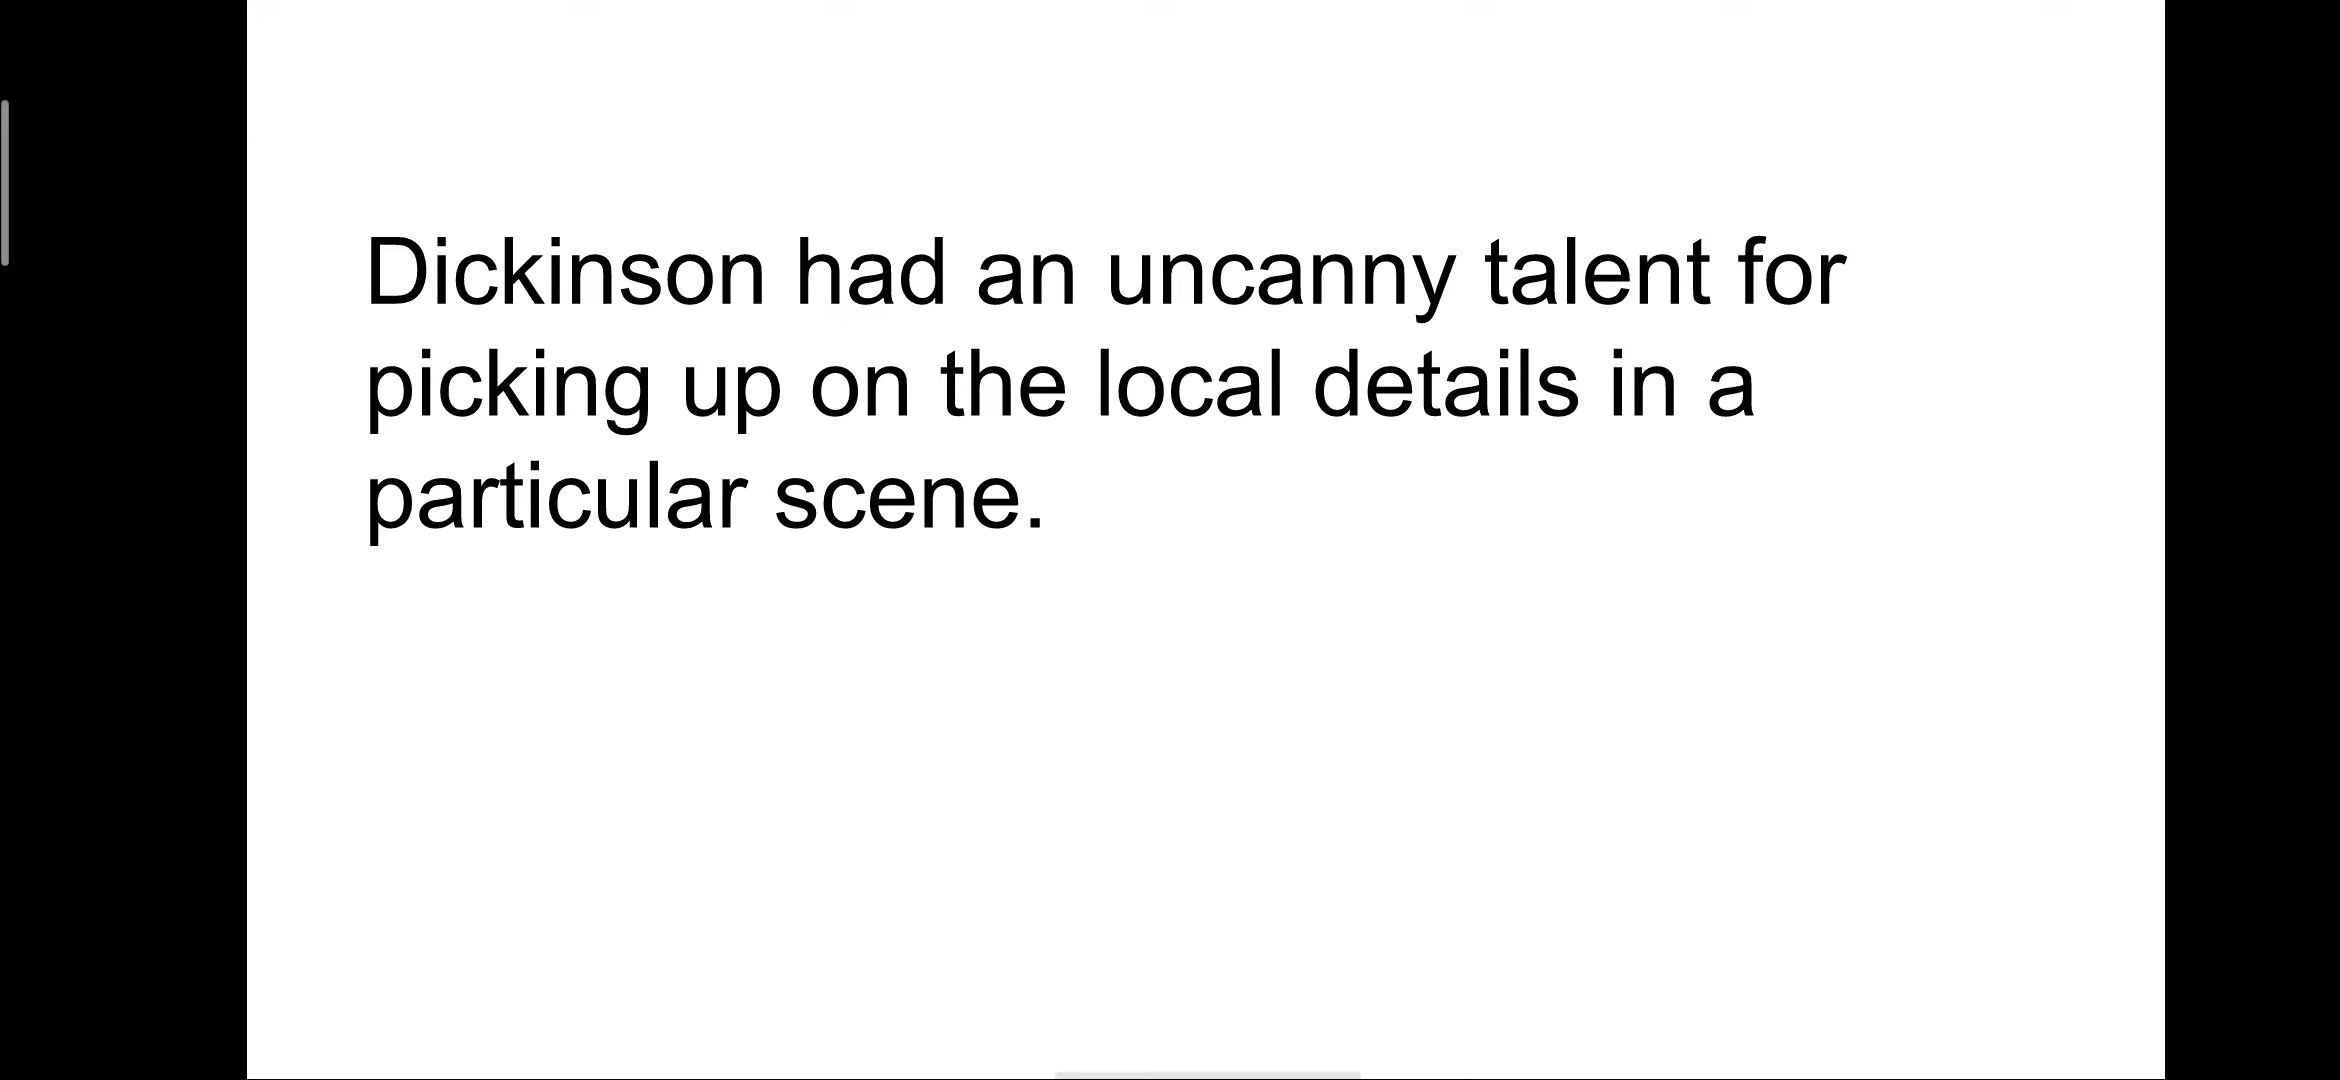 Dickinson had an uncanny talent for
picking up on the local details in a
particular scene.